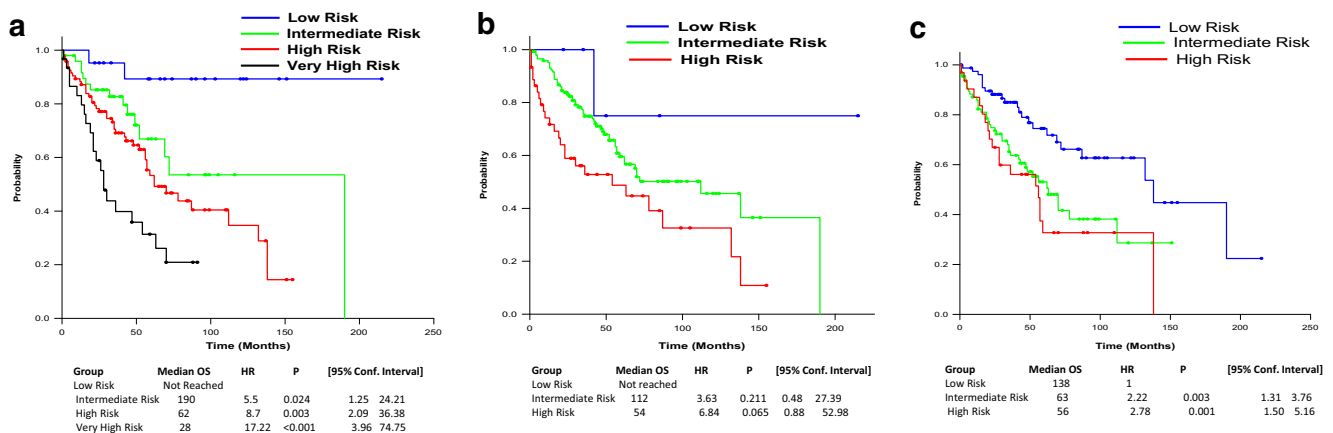 a
Low Risk
Intermediate Risk
High Risk
Very High Risk
Probability
1.0
0.8
0.6
0.4
0.2
0.0
0 50 100 150 200 250
Time (Months)
Group Median OS HR P [95% Conf. Interval]
Low Risk Not Reached
Intermediate Risk 190 5.5 0.024 1.25 24.21
High Risk 62 8.7 0.003 2.09 36.38
Very High Risk 28 17.22 <0.001 3.96 74.75
b
Low Risk
Intermediate Risk
High Risk
Probability
1.0
0.8
0.6
0.4
0.2
0.0
0 50 100 150 200 250
Time (Months)
Group Median OS HR P [95% Conf. Interval]
Low Risk Not reached
Intermediate Risk 112 3.63 0.211 0.48 27.39
High Risk 54 6.84 0.065 0.88 52.98
c
Low Risk
Intermediate Risk
High Risk
Probability
1.0
0.8
0.6
0.4
0.2
0.0
0 50 100 150 200 250
Time (Months)
Group Median OS HR P [95% Conf. Interval]
Low Risk 138 1
Intermediate Risk 63 2.22 0.003 1.31 3.76
High Risk 56 2.78 0.001 1.50 5.16